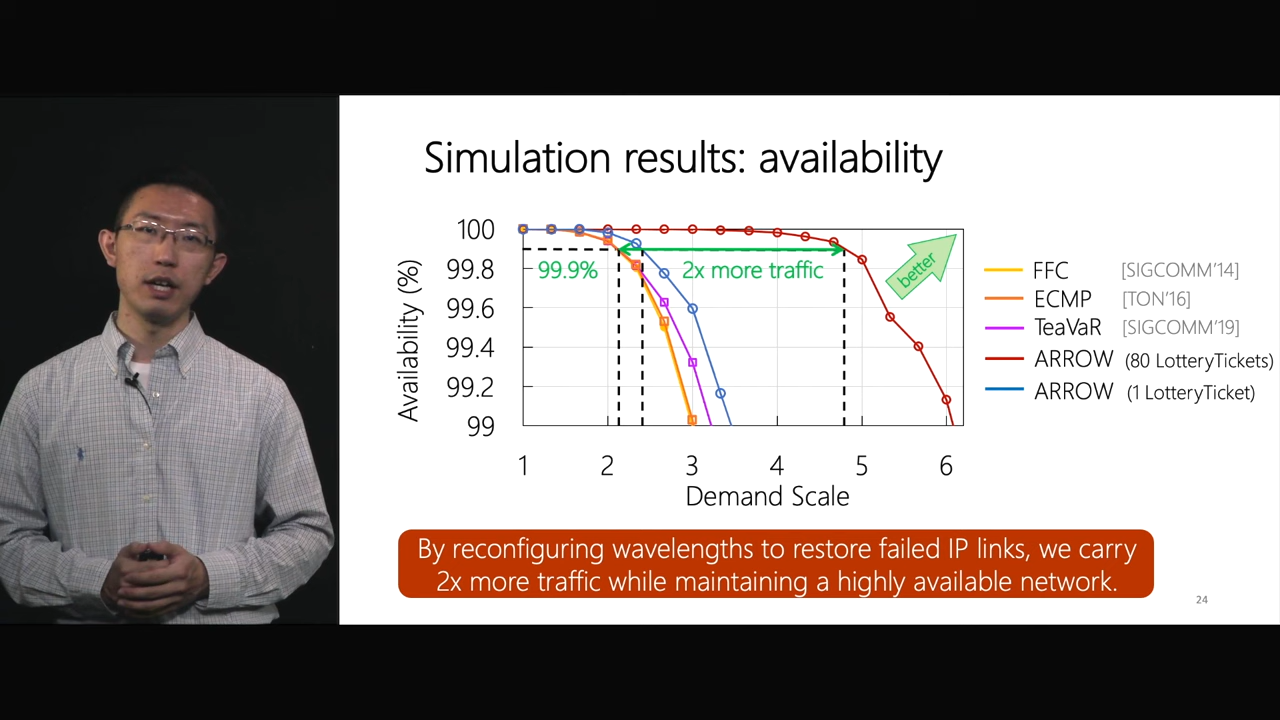 Simulation results: availability
Availability (%)
100
99.8
99.6
99.4
99.2
99
99.9%
2x more traffic
better
1 2 3 4 5 6
Demand Scale
FFC [SIGCOMM'14]
ECMP [TON'16]
TeaVaR [SIGCOMM'19]
ARROW (80 LotteryTickets)
ARROW (1 LotteryTicket)
By reconfiguring wavelengths to restore failed IP links, we carry
2x more traffic while maintaining a highly available network.
24